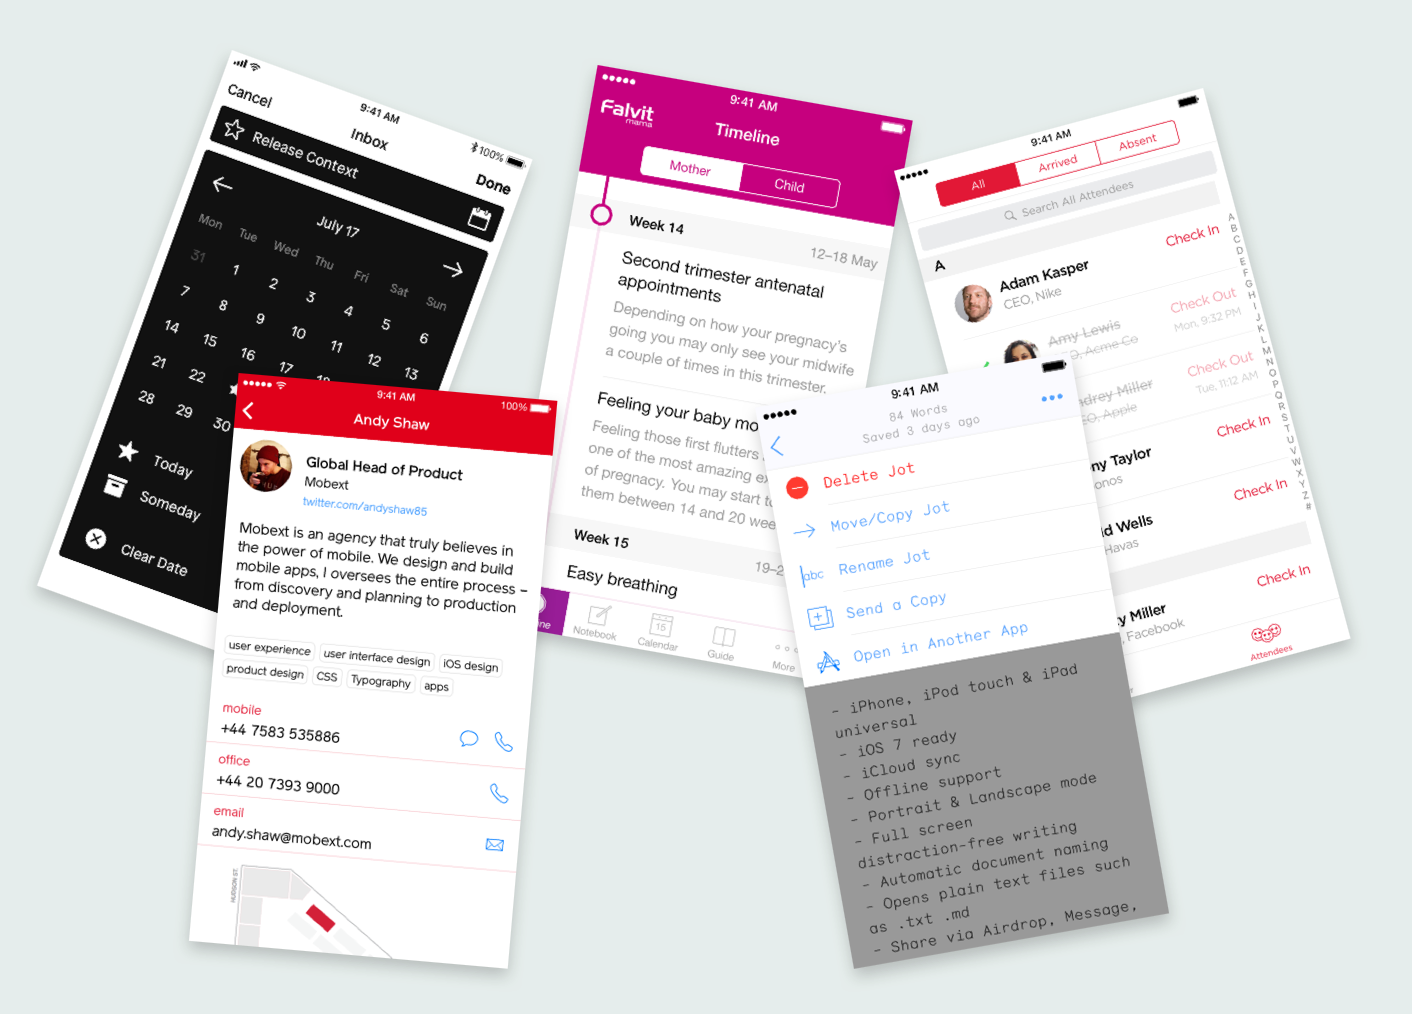 9:41 AM
100%
Cancel
Inbox
Done
Release Context
July 17
Mon Tue Wed Thu Fri Sat Sun
31 1 2 3 4 5 6
7 8 9 10 11 12 13
14 15 16 17
21 22
28 29 30
Today
Someday
Clear Date
9:41 AM
Falvit
mama
Timeline
Mother
Child
Week 14
12–18 May
Second trimester antenatal
appointments
Depending on how your pregnancy’s
going you may only see your midwife
a couple of times in this trimester.
Feeling your baby
Feeling those first flutters
one of the most amazing
of pregnancy. You may start
them between 14 and 20
Week 15
Easy breathing
Notebook
15
Calendar
Guide
More
9:41 AM
All
Arrived
Absent
Search All Attendees
A
Adam Kasper
CEO, Nike
Check In
Amy Lewis
Acme Co
Check Out
Mon, 9:32 PM
Miller
Apple
Check Out
Tue, 11:12 AM
Taylor
Check In
Wells
Havas
Check In
Miller
Facebook
Check In
A
B
C
D
E
F
G
H
I
J
K
L
M
N
O
P
Q
R
S
T
U
V
W
X
Y
Z
#
Attendees
9:41 AM
100%
Andy Shaw
Global Head of Product
Mobext
twitter.com/andyshaw85
Mobext is an agency that truly believes in
the power of mobile. We design and build
mobile apps, I oversees the entire process –
from discovery and planning to production
and deployment.
user experience user interface design iOS design
product design CSS Typography apps
mobile
+44 7583 535886
office
+44 20 7393 9000
email
andy.shaw@mobext.com
9:41 AM
84 Words
Saved 3 days ago
Delete Jot
Move/Copy Jot
abc Rename Jot
Send a Copy
Open in Another App
- iPhone, iPod touch & iPad
universal
- iOS 7 ready
- iCloud sync
- Offline support
- Portrait & Landscape mode
- Full screen
distraction-free writing
- Automatic document naming
- Opens plain text files such
as .txt .md
- Share via Airdrop, Message,